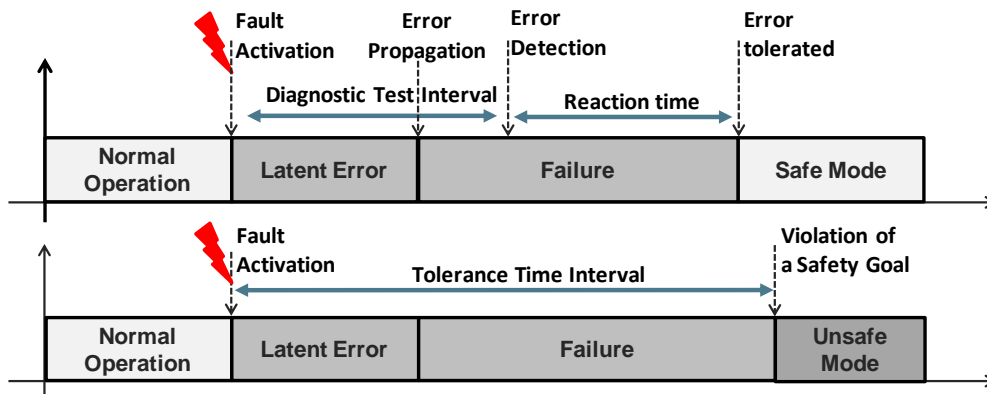 Fault
Activation
Error
Propagation
Error
Detection
Error
tolerated
Diagnostic Test Interval
Reaction time
Normal
Operation
Latent Error
Failure
Safe Mode
Fault
Activation
Violation of
a Safety Goal
Tolerance Time Interval
Normal
Operation
Latent Error
Failure
Unsafe
Mode